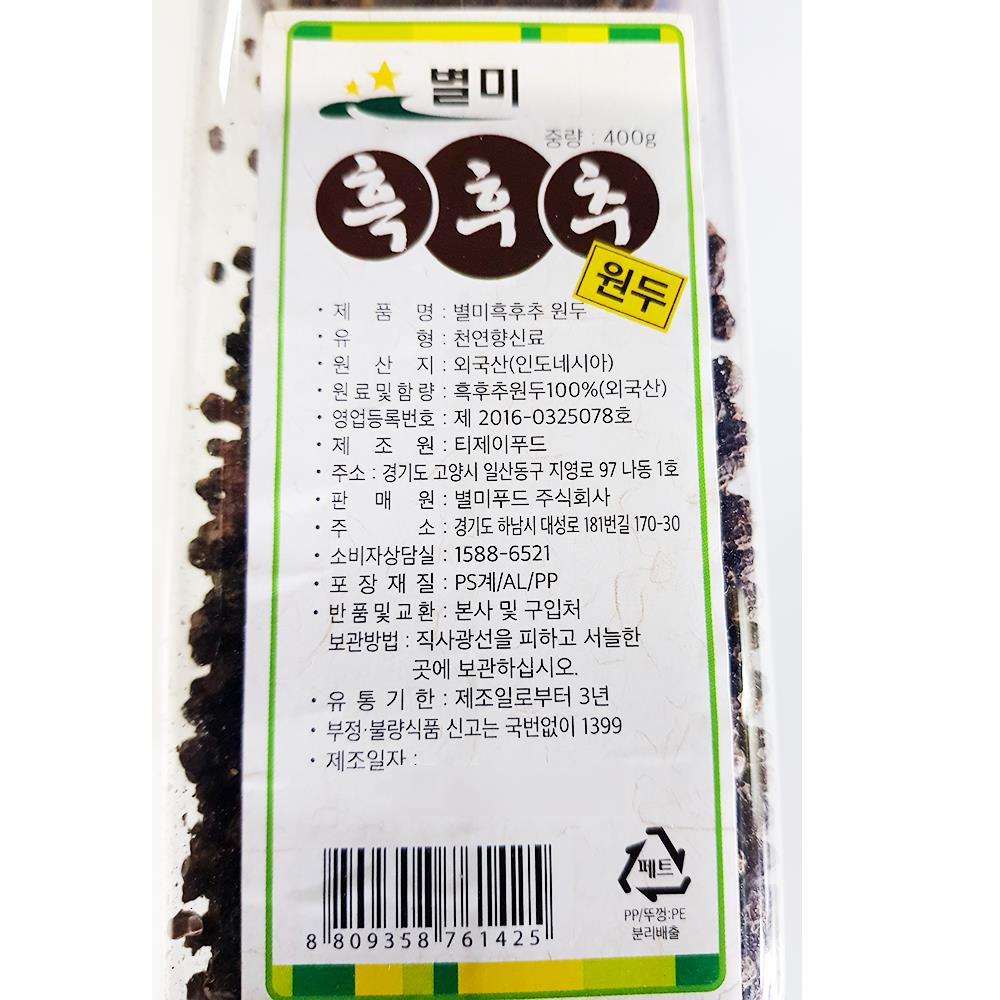 별미
중량 : 400g
흑후추
원두
· 제 품 명 : 별미흑후추 원두
· 유 형 : 천연향신료
· 원 산 지 : 외국산(인도네시아)
· 원료및함량 : 흑후추원두100%(외국산)
· 영업등록번호 : 제 2016-0325078호
· 제 조 원 : 티제이푸드
· 주소 : 경기도 고양시 일산동구 지영로 97 나동 1호
· 판 매 원 : 별미푸드 주식회사
· 주 소 : 경기도 하남시 대성로 181번길 170-30
· 소비자상담실 : 1588-6521
· 포 장 재 질 : PS계/AL/PP
· 반품및교환 : 본사 및 구입처
보관방법 : 직사광선을 피하고 서늘한
곳에 보관하십시오.
· 유 통 기 한 : 제조일로부터 3년
· 부정·불량식품 신고는 국번없이 1399
· 제조일자 :
페트
PP/뚜껑:PE
분리배출
8 809358 761425